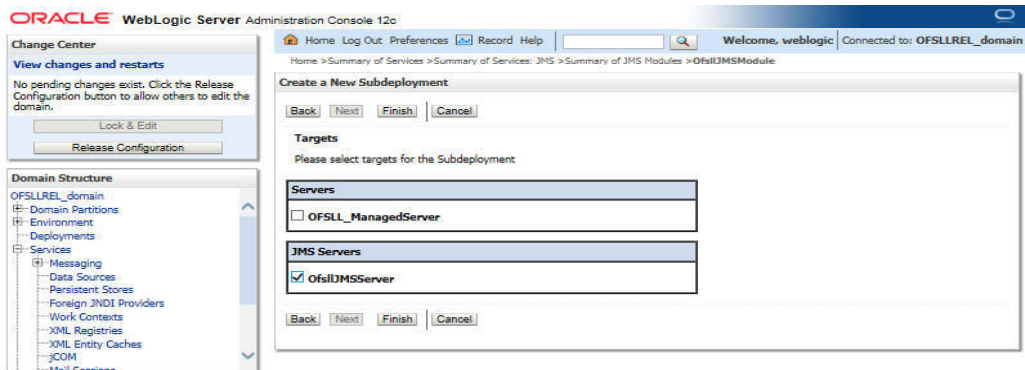 ORACLE WebLogic Server Administration Console 12c
Change Center
View changes and restarts
No pending changes exist. Click the Release
Configuration button to allow others to edit the
domain.
Lock & Edit
Release Configuration
Domain Structure
OFSLLREL_domain
Domain Partitions
Environment
Deployments
Services
Messaging
Data Sources
Persistent Stores
Foreign JNDI Providers
Work Contexts
XML Registries
XML Entity Caches
jCOM
Mail Sessions
Home Log Out Preferences Record Help
Welcome, weblogic Connected to: OFSLLREL_domain
Home >Summary of Services >Summary of Services: JMS >Summary of JMS Modules >OfsllJMSModule
Create a New Subdeployment
Back Next Finish Cancel
Targets
Please select targets for the Subdeployment
Servers
OFSLL_ManagedServer
JMS Servers
OfsllJMSServer
Back Next Finish Cancel